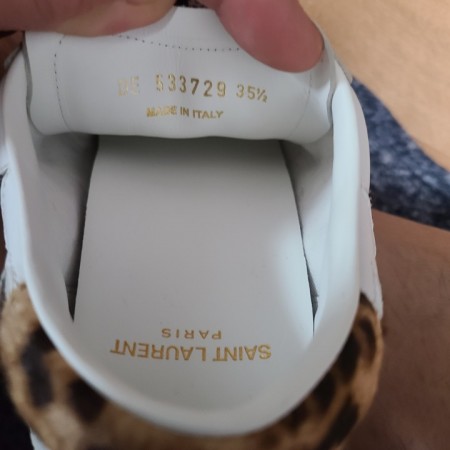 533729 35½
MADE IN ITALY
SAINT LAURENT
PARIS